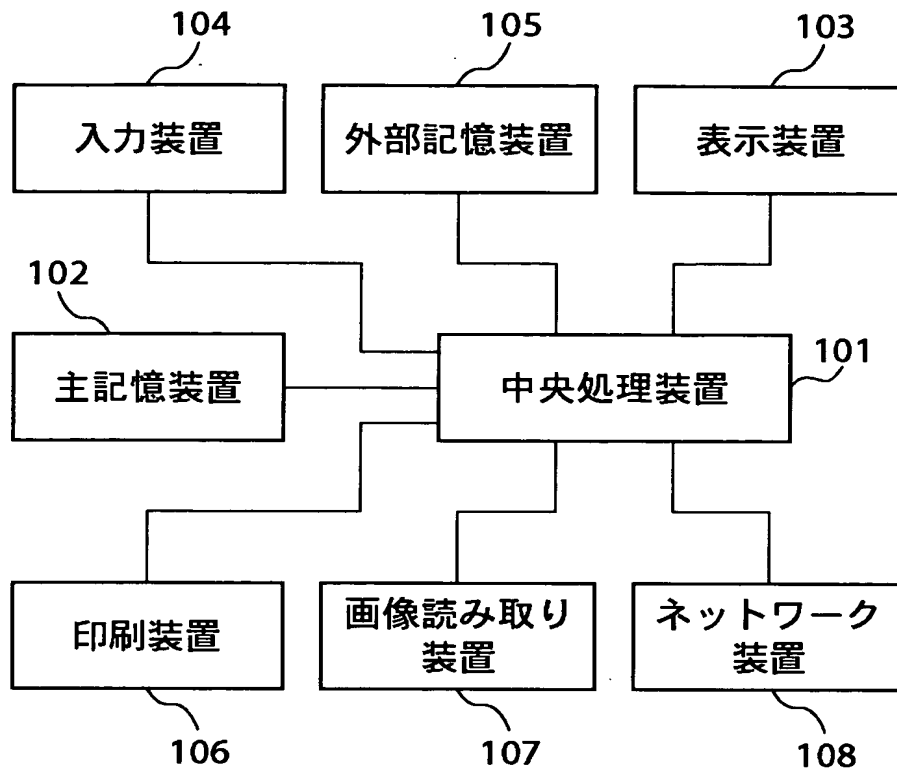 104
105
103
入力装置
外部記憶装置
表示装置
102
101
主記憶装置
中央処理装置
印刷装置
画像読み取り
装置
ネットワーク
装置
106
107
108